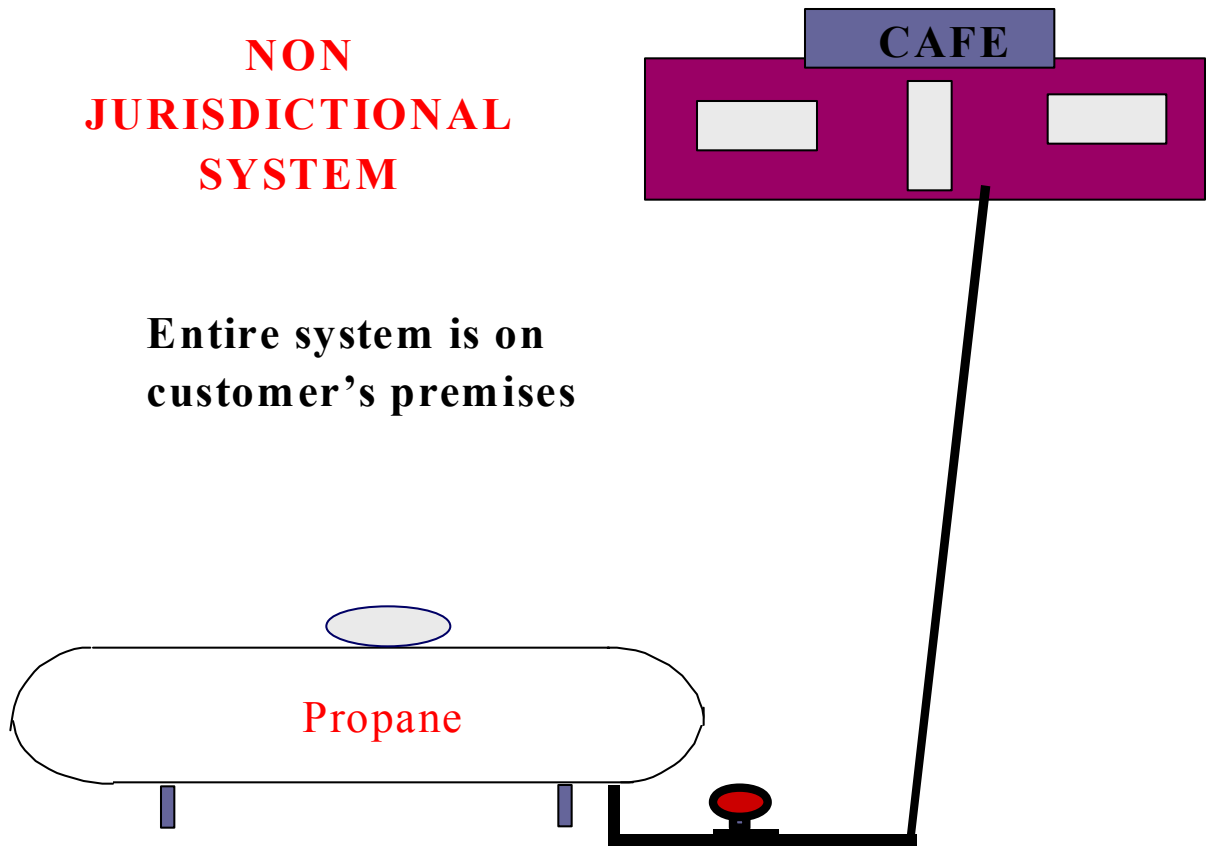 NON
JURISDICTIONAL
SYSTEM
CAFE
Entire system is on
customer’s premises
Propane